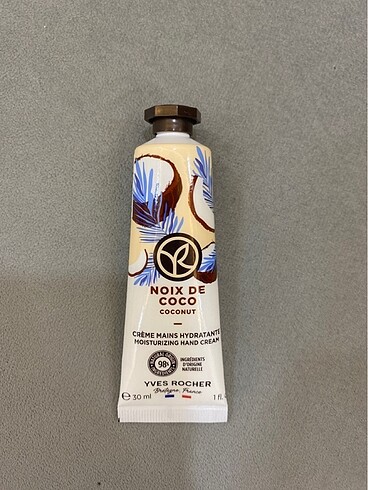 NOIX DE
COCO
COCONUT
CRÈME MAINS HYDRATANTE
MOISTURIZING HAND CREAM
98%
INGRÉDIENTS
D'ORIGINE
NATURELLE
YVES ROCHER
Bretagne, France
℮ 30 ml
1 fl.